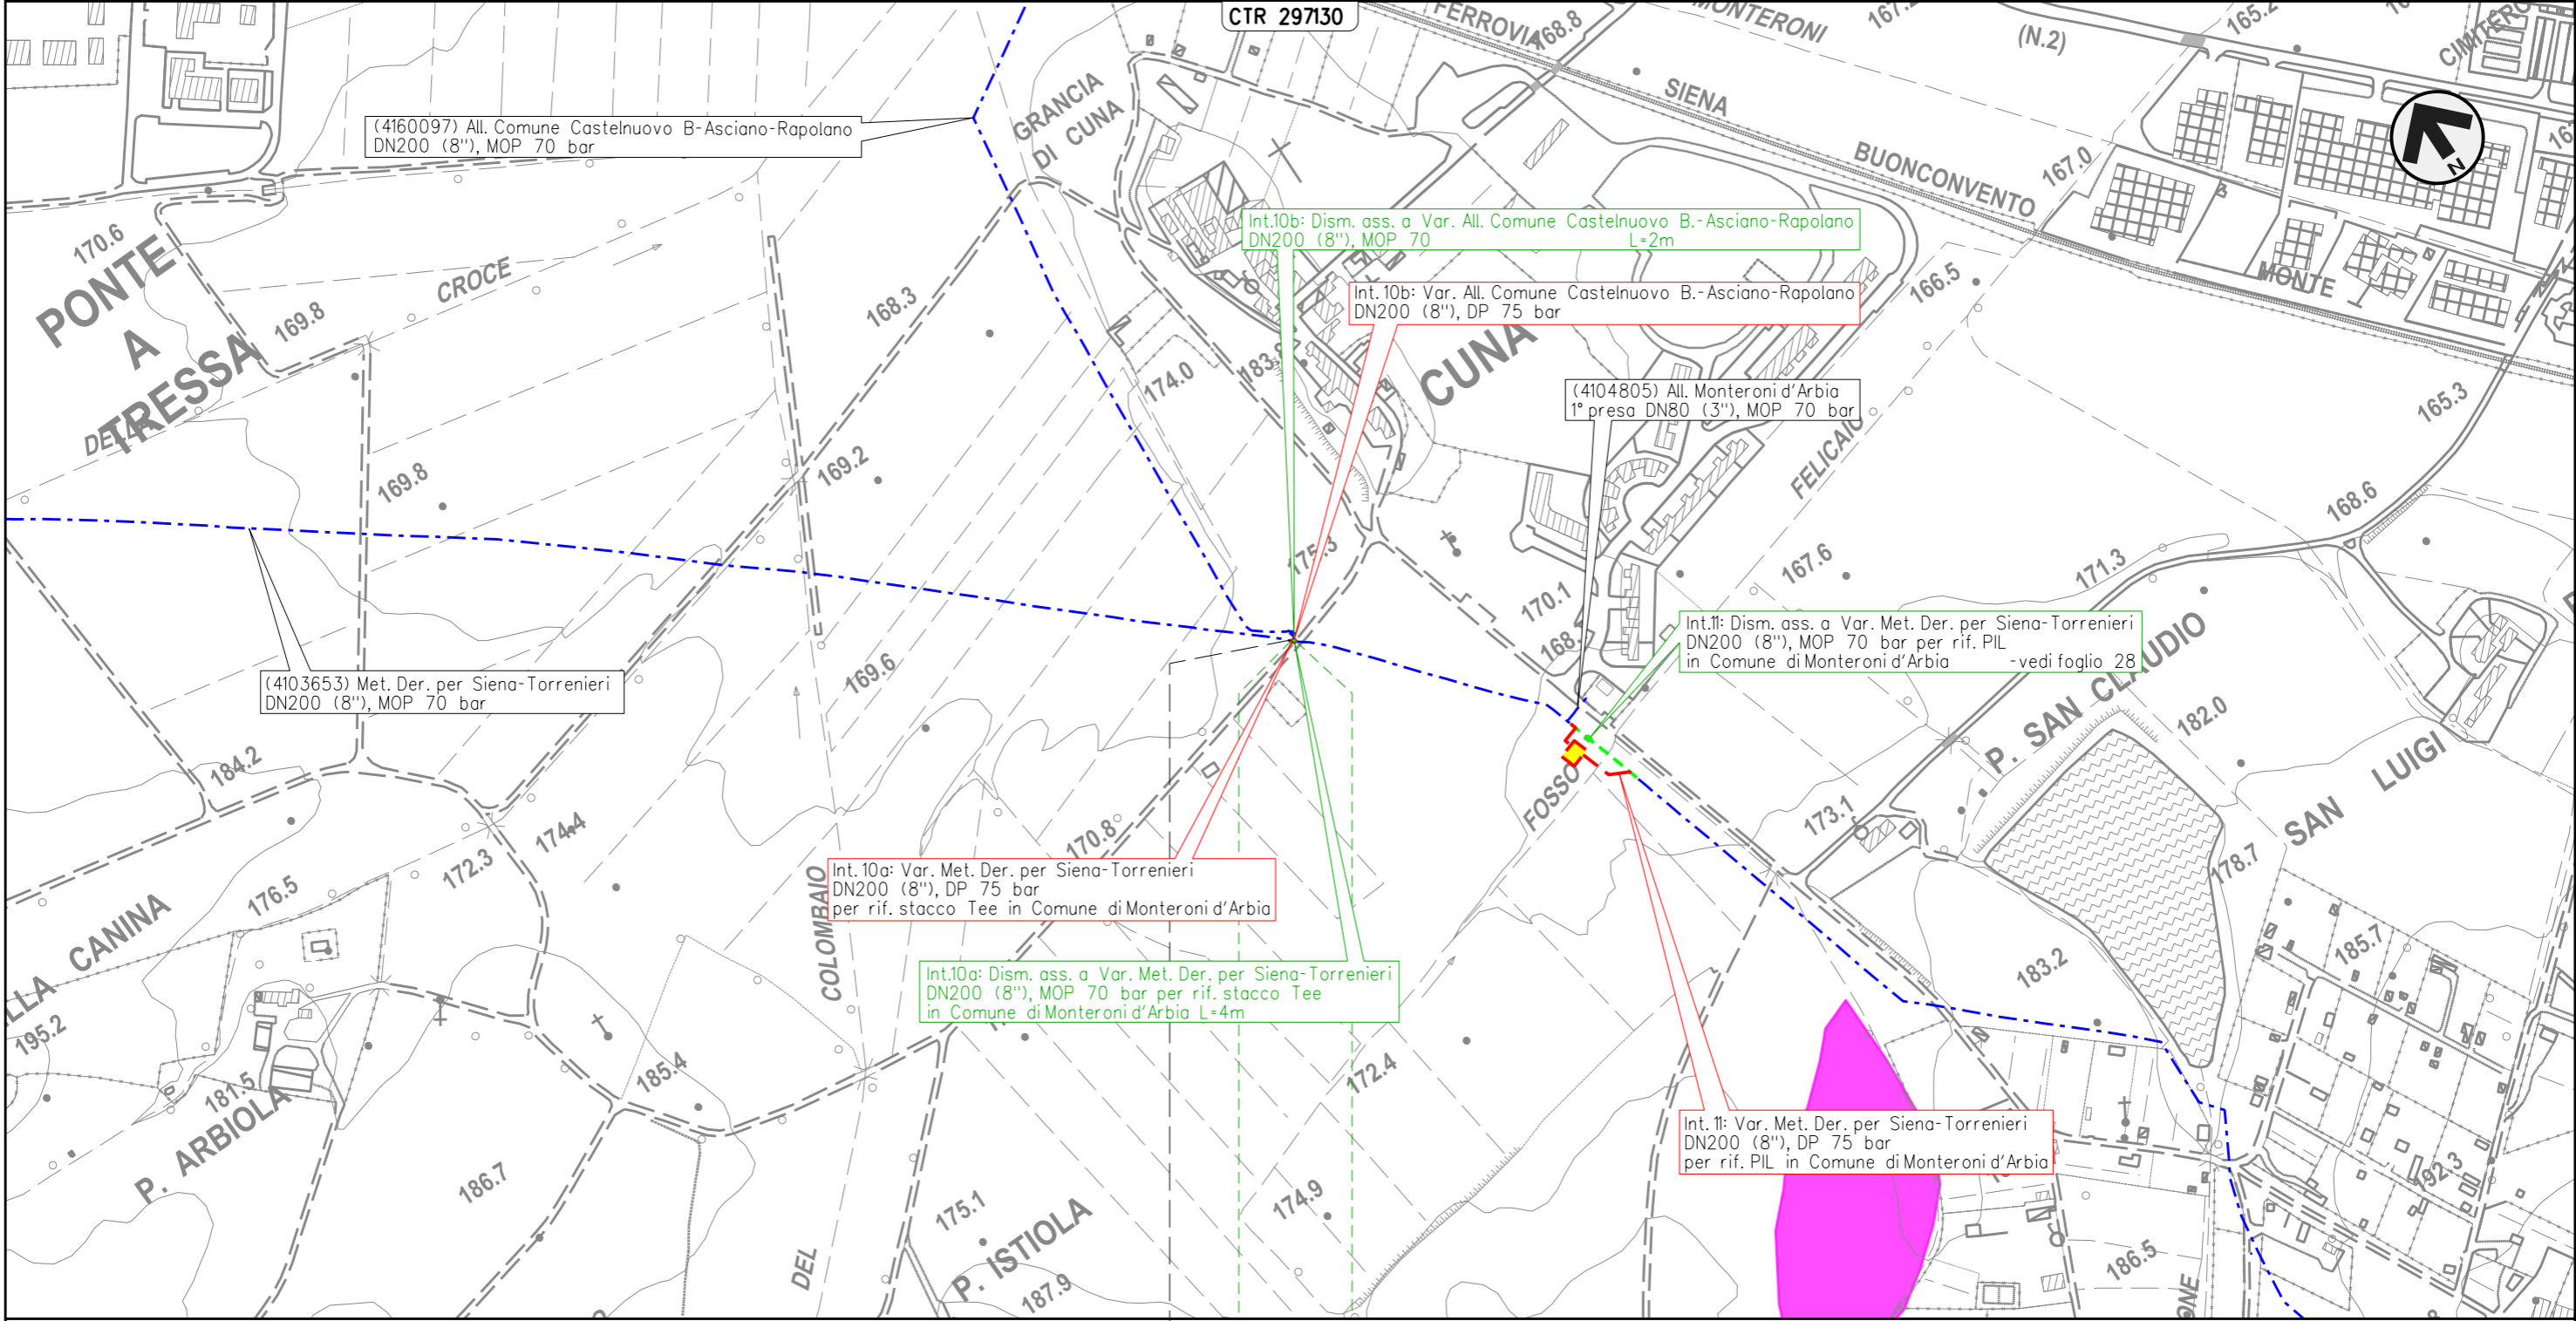 CTR 297130
FERROVIA
168.8
MONTERONI
(N.2)
165.2
CIMITERO
SIENA
BUONCONVENTO
167.0
MONTE
N
GRANCIA
DI CUNA
(4160097) All. Comune Castelnuovo B-Asciano-Rapolano
DN200 (8"), MOP 70 bar
Int.10b: Dism. ass. a Var. All. Comune Castelnuovo B.-Asciano-Rapolano
DN200 (8"), MOP 70 L=2m
Int. 10b: Var. All. Comune Castelnuovo B.-Asciano-Rapolano
DN200 (8"), DP 75 bar
(4104805) All. Monteroni d'Arbia
1° presa DN80 (3"), MOP 70 bar
170.6
PONTE
A
TRESSA
CROCE
169.8
168.3
174.0
CUNA
166.5
165.3
FELICAIO
169.8
169.2
168.6
175.3
167.6
171.3
170.1
Int.11: Dism. ass. a Var. Met. Der. per Siena-Torrenieri
DN200 (8"), MOP 70 bar per rif. PIL
in Comune di Monteroni d'Arbia -vedi foglio 28
(4103653) Met. Der. per Siena-Torrenieri
DN200 (8"), MOP 70 bar
169.6
P. SAN CLAUDIO
182.0
SAN LUIGI
184.2
FOSSO
173.1
178.7
174.4
172.3
170.8
176.5
COLOMBAIO
Int. 10a: Var. Met. Der. per Siena-Torrenieri
DN200 (8"), DP 75 bar
per rif. stacco Tee in Comune di Monteroni d'Arbia
Int.10a: Dism. ass. a Var. Met. Der. per Siena-Torrenieri
DN200 (8"), MOP 70 bar per rif. stacco Tee
in Comune di Monteroni d'Arbia L=4m
CANINA
195.2
183.2
185.7
181.5
P. ARBIOLA
185.4
172.4
Int. 11: Var. Met. Der. per Siena-Torrenieri
DN200 (8"), DP 75 bar
per rif. PIL in Comune di Monteroni d'Arbia
186.7
175.1
174.9
192.3
P. ISTIOLA
187.9
DEL
186.5